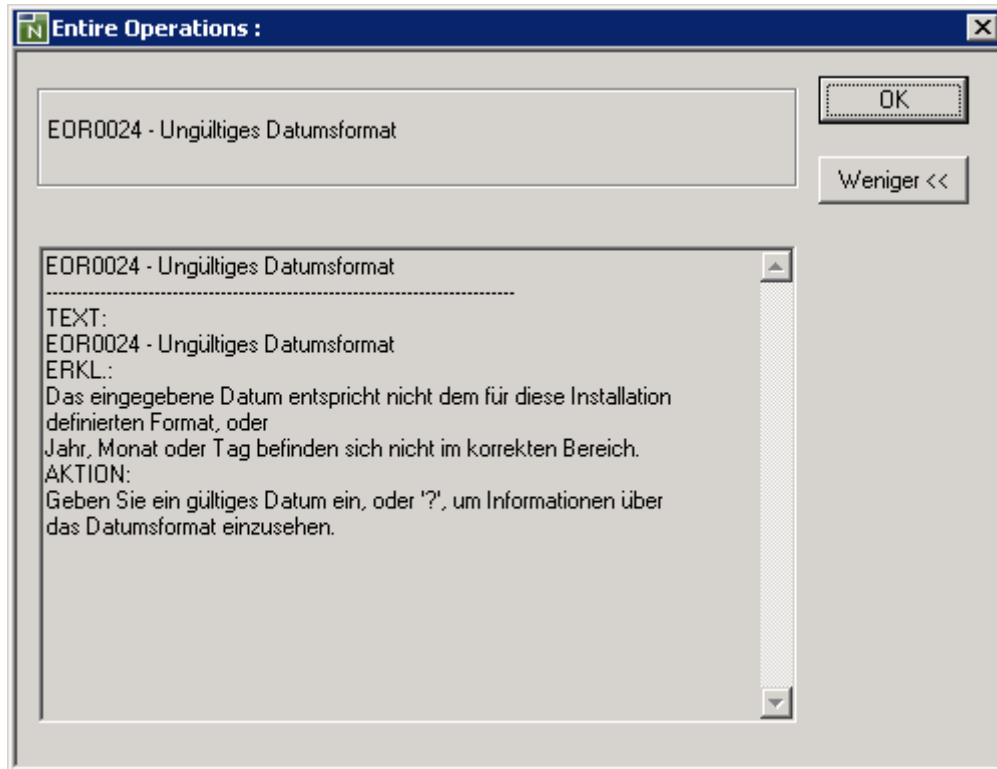 Entire Operations :
EOR0024 - Ungültiges Datumsformat
OK
Weniger <<
EOR0024 - Ungültiges Datumsformat
------------------------------------------------------------------------------
TEXT:
EOR0024 - Ungültiges Datumsformat
ERKL.:
Das eingegebene Datum entspricht nicht dem für diese Installation
definierten Format, oder
Jahr, Monat oder Tag befinden sich nicht im korrekten Bereich.
AKTION:
Geben Sie ein gültiges Datum ein, oder '?', um Informationen über
das Datumsformat einzusehen.